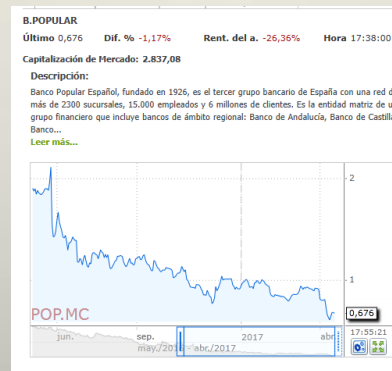 B.POPULAR
Último 0,676 Dif. % -1,17% Rent. del a. -26,36% Hora 17:38:00
Capitalización de Mercado: 2.837,08
Descripción:
Banco Popular Español, fundado en 1926, es el tercer grupo bancario de España con una red d
más de 2300 sucursales, 15.000 empleados y 6 millones de clientes. Es la entidad matriz de u
grupo financiero que incluye bancos de ámbito regional: Banco de Andalucía, Banco de Castill
Banco...
Leer más...
2
1
POP.MC
0,676
jun. sep. 2017 abr.
17:55:21
may./2016 abr./2017